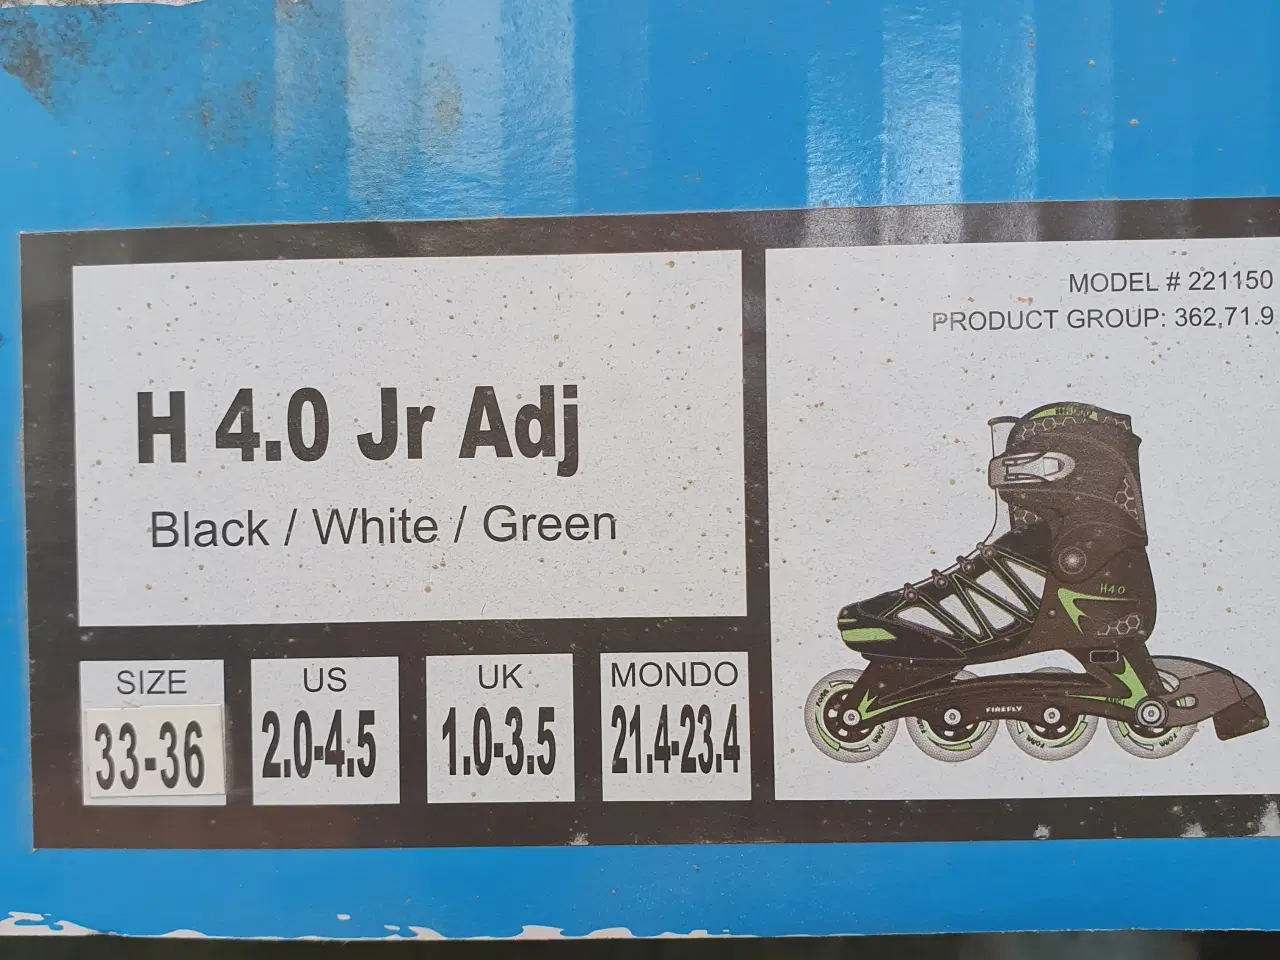 MODEL # 221150
PRODUCT GROUP: 362,71.9
H 4.0 Jr Adj
Black / White / Green
H4.0
FIREFLY
SIZE
33-36
US
2.0-4.5
UK
1.0-3.5
MONDO
21.4-23.4